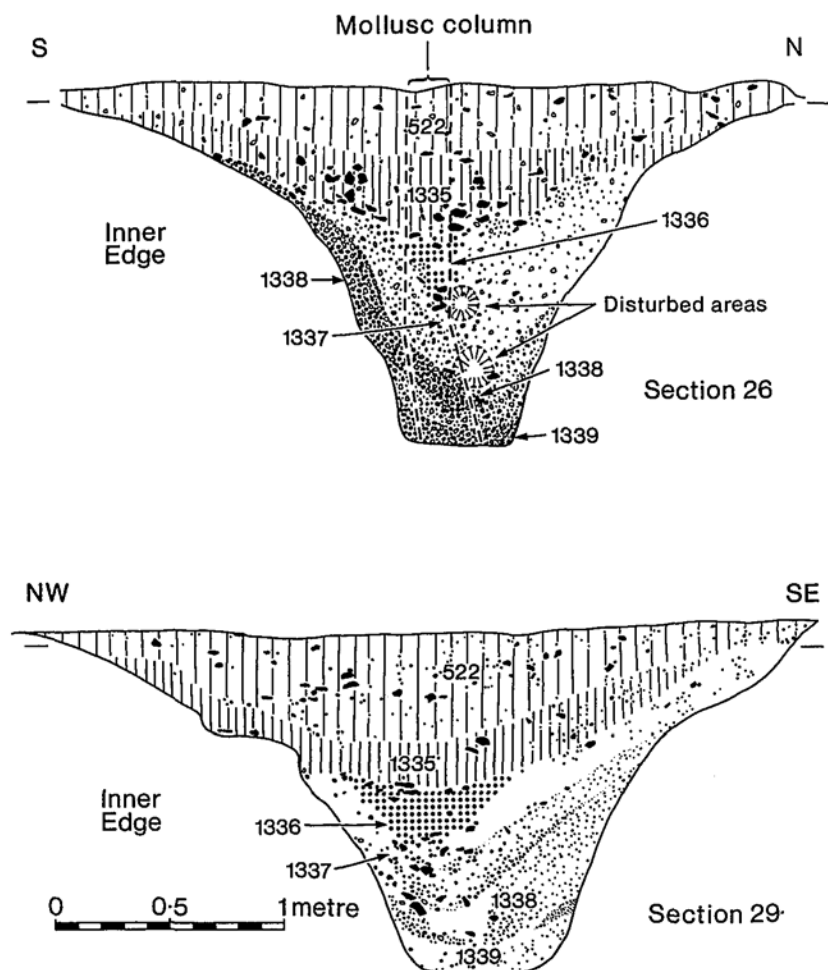 Mollusc column
S
N
522
1335
1336
Inner
Edge
1338
Disturbed areas
1337
1338
Section 26
1339
NW
SE
522
1335
Inner
Edge
1336
1337
0 0·5 1 metre
1338
Section 29
1339